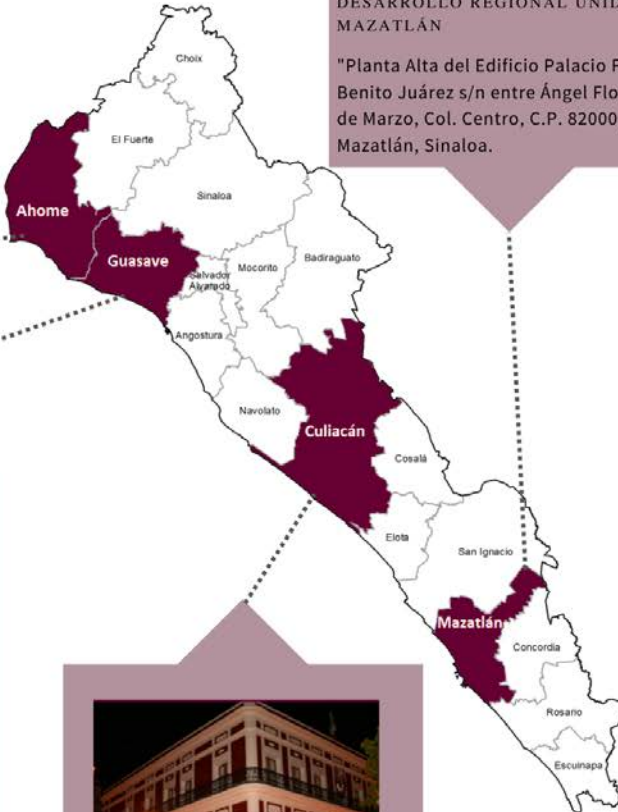 DESARROLLO REGIONAL
MAZATLÁN
"Planta Alta del Edificio Palacio
Benito Juárez s/n entre Ángel
de Marzo, Col. Centro, C.P. 82000
Mazatlán, Sinaloa.
Choix
El Fuerte
Sinaloa
Ahome
Guasave
Salvador
Alvarado
Mocorito
Badiraguato
Angostura
Navolato
Culiacán
Cosalá
Elota
San Ignacio
Mazatlán
Concordia
Rosario
Escuinapa